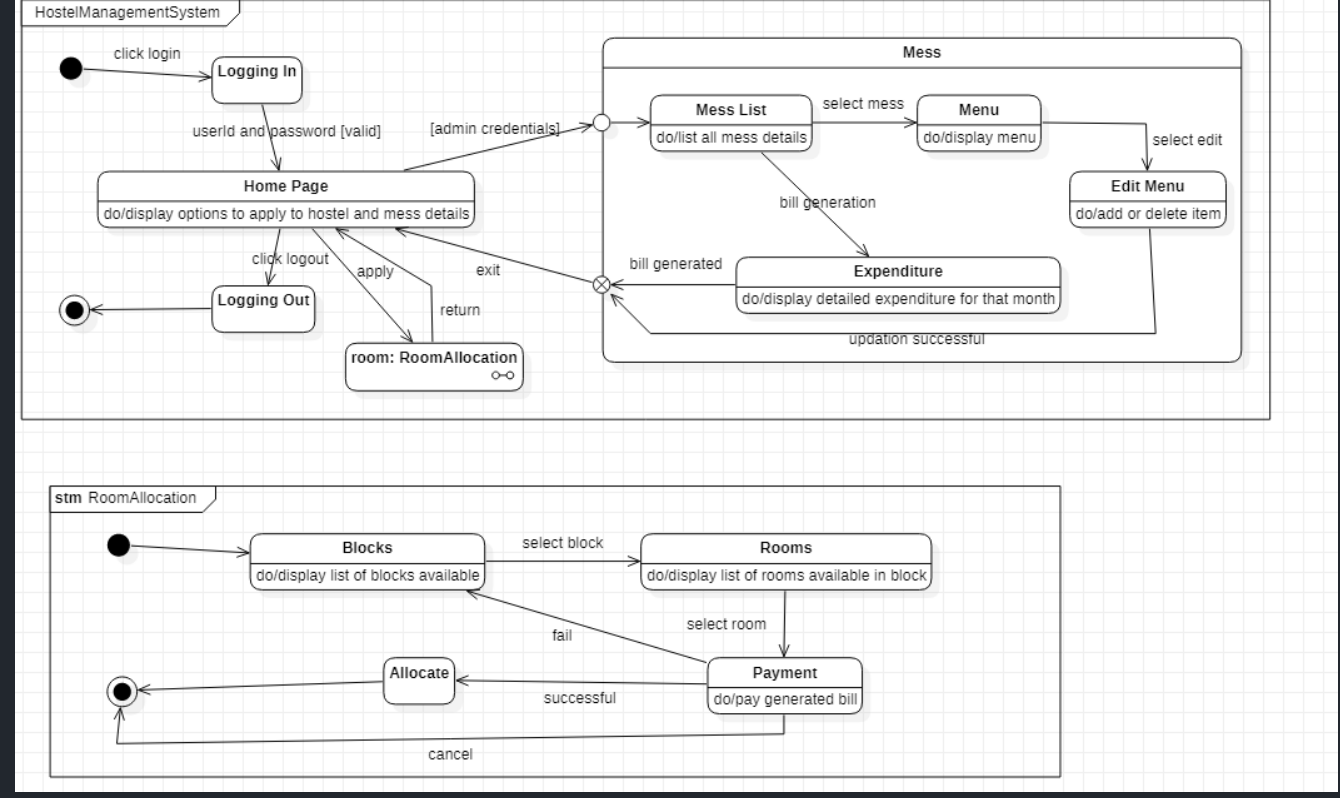 HostelManagementSystem
click login
Logging In
userId and password [valid]
[admin credentials]
Home Page
do/display options to apply to hostel and mess details
click logout
apply
exit
return
Logging Out
room: RoomAllocation
Mess
Mess List
do/list all mess details
select mess
Menu
do/display menu
select edit
Edit Menu
do/add or delete item
bill generation
bill generated
Expenditure
do/display detailed expenditure for that month
updation successful
stm RoomAllocation
Blocks
do/display list of blocks available
select block
Rooms
do/display list of rooms available in block
fail
select room
Allocate
successful
Payment
do/pay generated bill
cancel